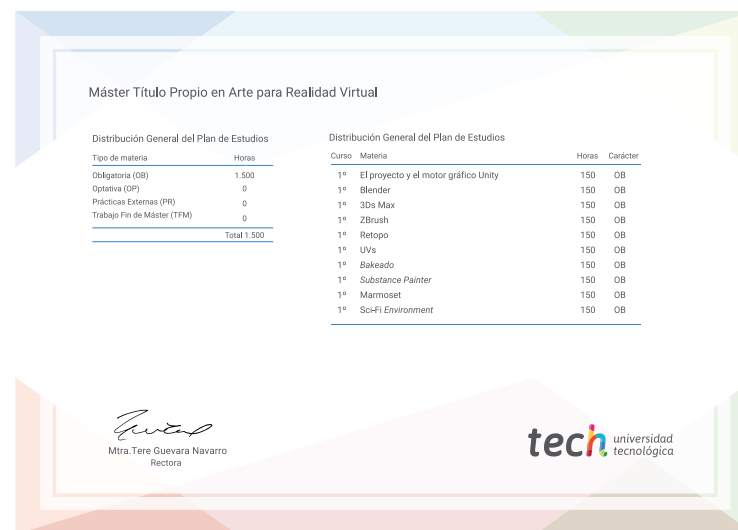 Máster Título Propio en Arte para Realidad Virtual
Distribución General del Plan de Estudios
Tipo de materia Horas
Obligatoria (OB) 1.500
Optativa (OP) 0
Prácticas Externas (PR) 0
Trabajo Fin de Máster (TFM) 0
Total 1.500
Distribución General del Plan de Estudios
Curso Materia Horas Carácter
1º El proyecto y el motor gráfico Unity 150 OB
1º Blender 150 OB
1º 3Ds Max 150 OB
1º ZBrush 150 OB
1º Retopo 150 OB
1º UVs 150 OB
1º Bakeado 150 OB
1º Substance Painter 150 OB
1º Marmoset 150 OB
1º Sci-Fi Environment 150 OB
Mtra.Tere Guevara Navarro
Rectora
tech universidad
tecnológica